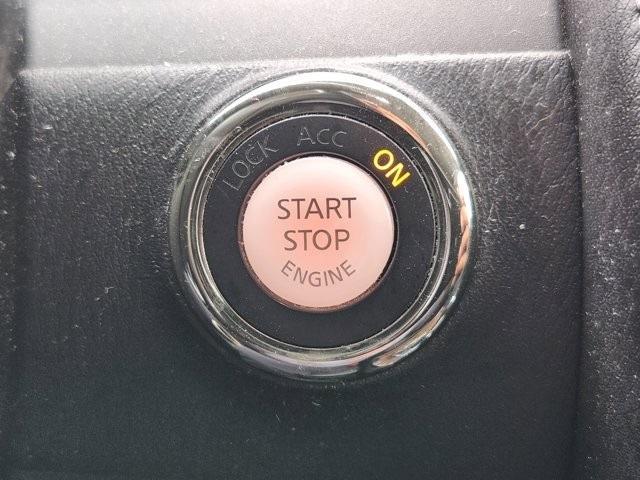 LOCK ACC ON
START
STOP
ENGINE